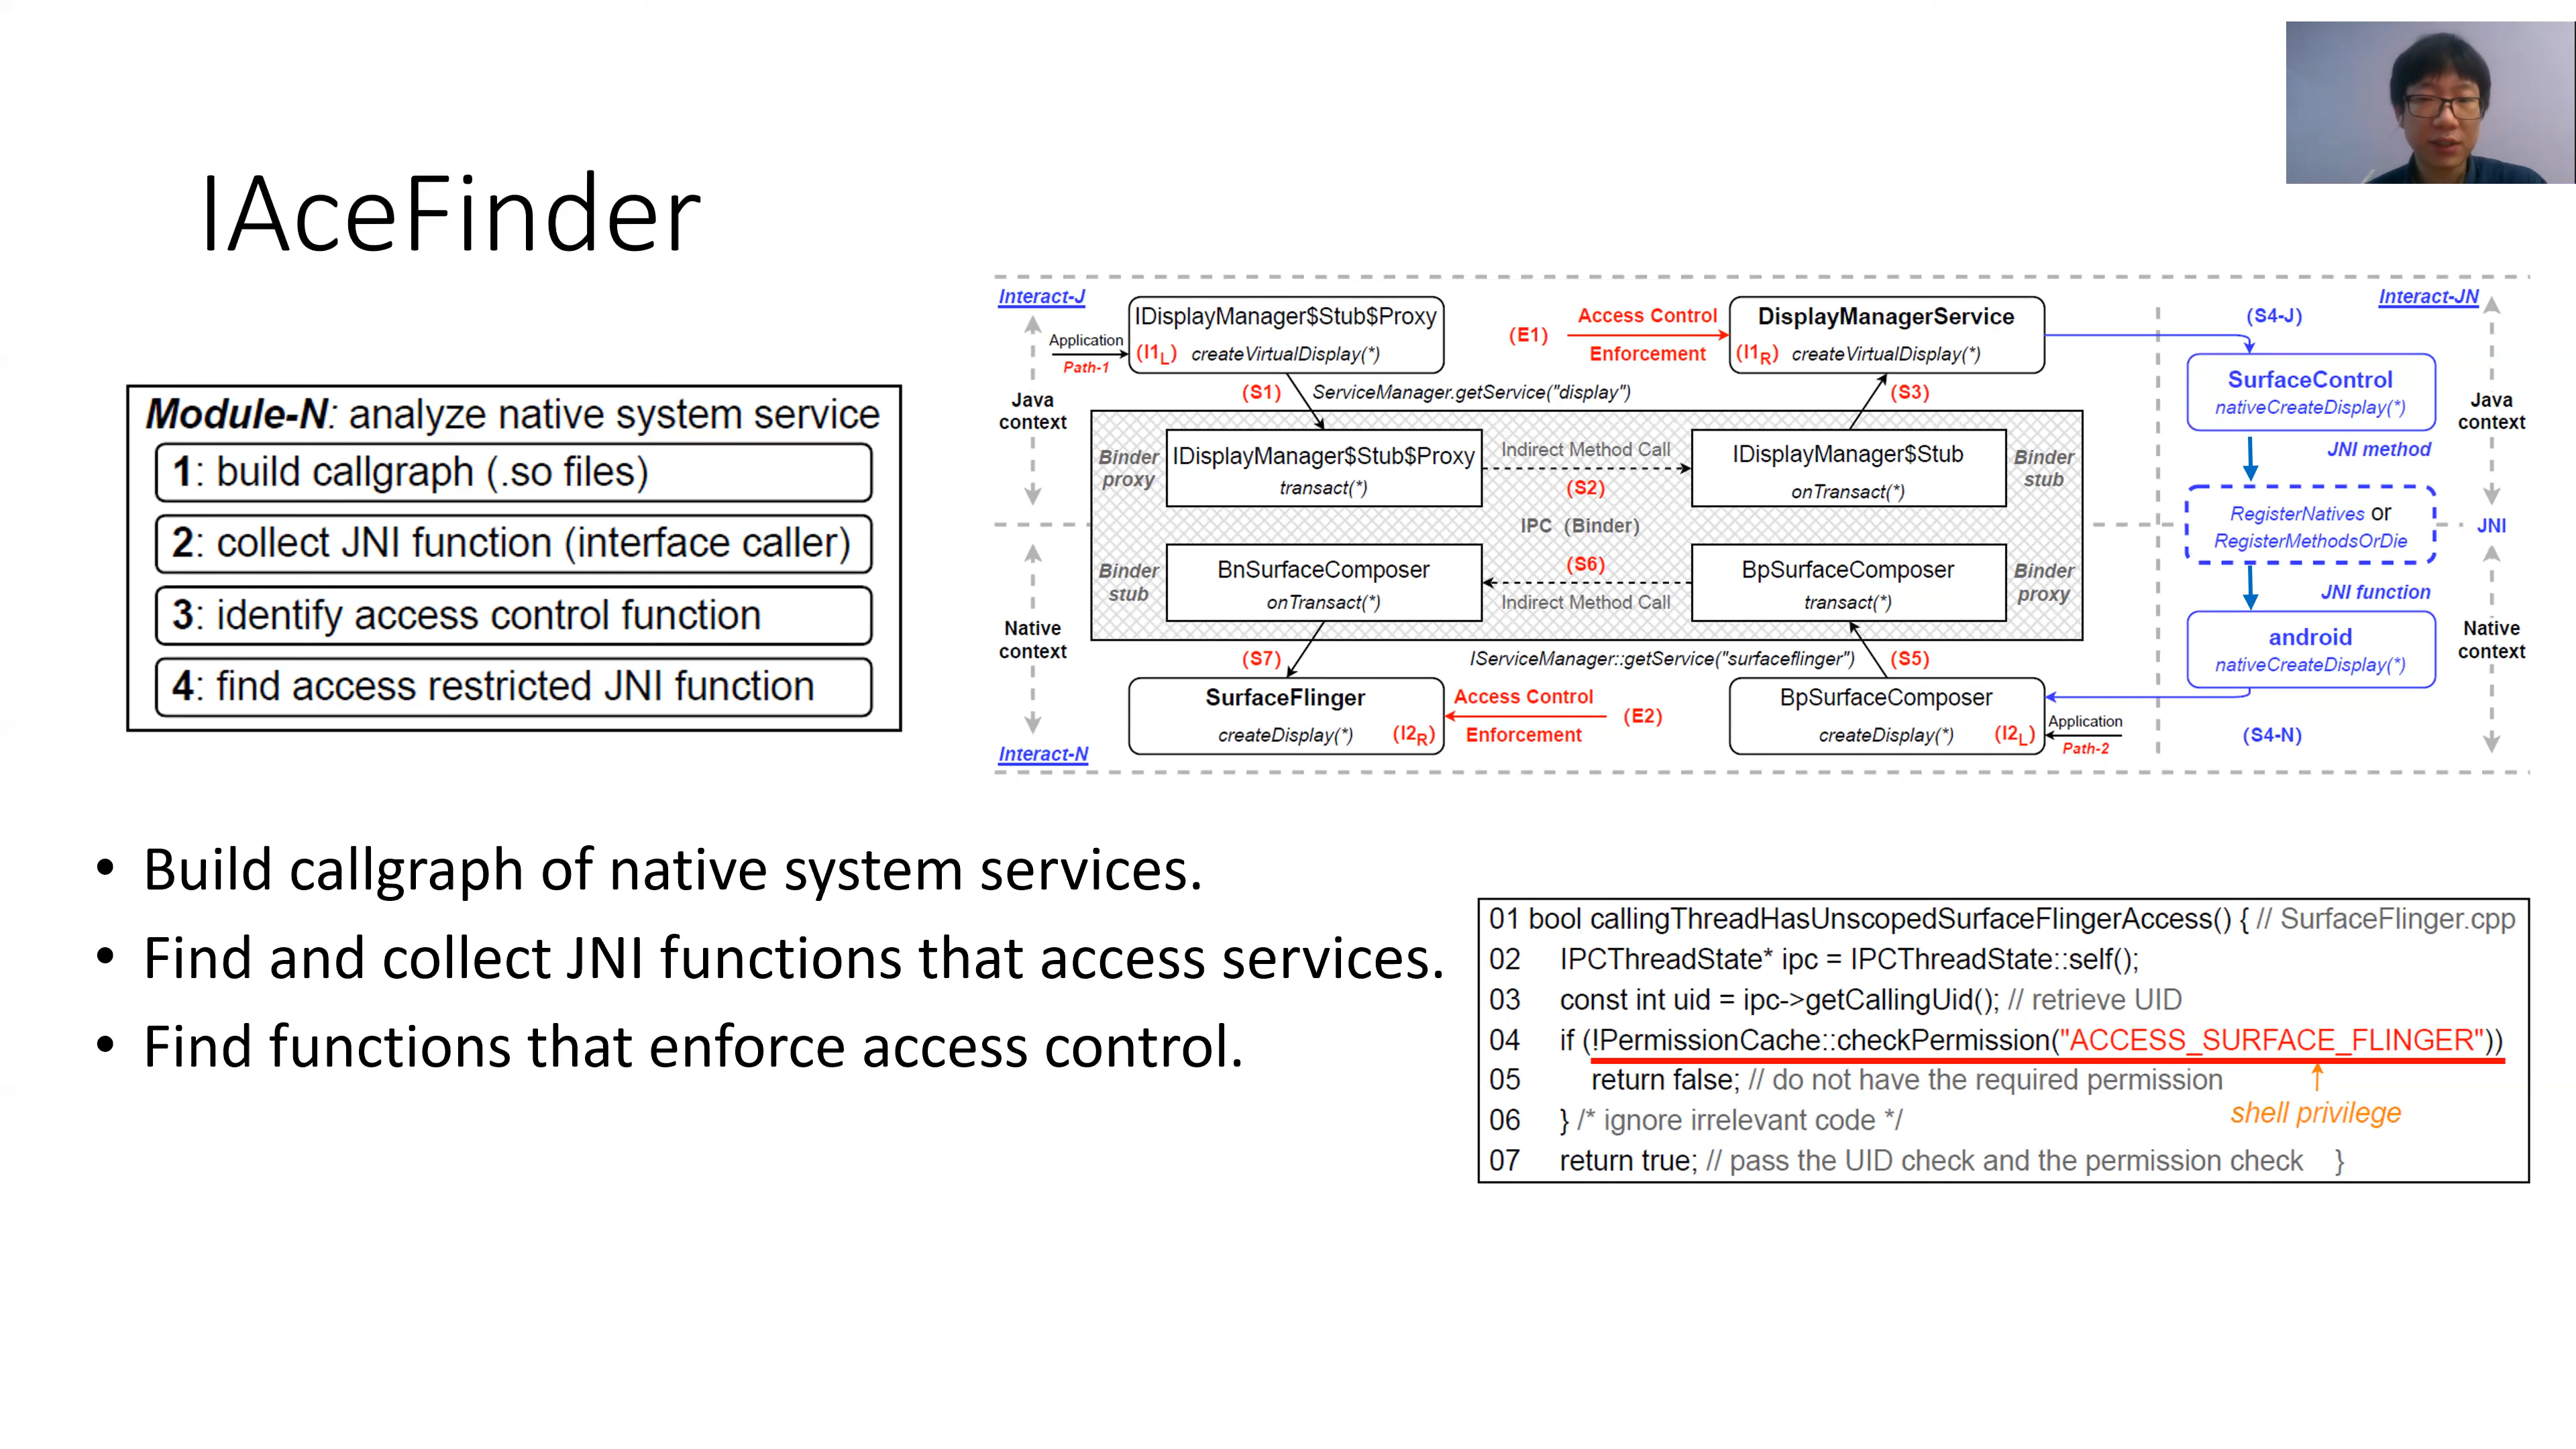 IAceFinder
Module-N: analyze native system service
1: build callgraph (.so files)
2: collect JNI function (interface caller)
3: identify access control function
4: find access restricted JNI function
Interact-J
Application
Path-1
Java
context
IDisplayManager$Stub$Proxy
(I1L) createVirtualDisplay(*)
(E1)
Access Control
Enforcement
DisplayManagerService
(I1R) createVirtualDisplay(*)
(S1)
ServiceManager.getService("display")
(S3)
Binder
proxy
IDisplayManager$Stub$Proxy
transact(*)
Indirect Method Call
(S2)
IDisplayManager$Stub
onTransact(*)
Binder
stub
IPC (Binder)
Binder
stub
BnSurfaceComposer
onTransact(*)
(S6)
Indirect Method Call
BpSurfaceComposer
transact(*)
Binder
proxy
Native
context
(S7)
IServiceManager::getService("surfaceflinger")
(S5)
SurfaceFlinger
createDisplay(*) (I2R)
Access Control
Enforcement
(E2)
BpSurfaceComposer
createDisplay(*) (I2L)
Application
Path-2
Interact-N
Interact-JN
(S4-J)
SurfaceControl
nativeCreateDisplay(*)
Java
context
JNI method
RegisterNatives or
RegisterMethodsOrDie
JNI
JNI function
android
nativeCreateDisplay(*)
Native
context
(S4-N)
• Build callgraph of native system services.
• Find and collect JNI functions that access services.
• Find functions that enforce access control.
01 bool callingThreadHasUnscopedSurfaceFlingerAccess() { // SurfaceFlinger.cpp
02 IPCThreadState* ipc = IPCThreadState::self();
03 const int uid = ipc->getCallingUid(); // retrieve UID
04 if (!PermissionCache::checkPermission("ACCESS_SURFACE_FLINGER"))
05 return false; // do not have the required permission
shell privilege
06 } /* ignore irrelevant code */
07 return true; // pass the UID check and the permission check }